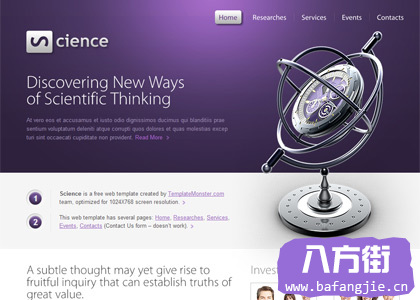 Home Researches Services Events Contacts
Science
Discovering New Ways
of Scientific Thinking
At vero eos et accusamus et iusto odio dignissimos ducimus qui blanditiis prae
sentium voluptatum deleniti atque corrupti quos dolores et quas molestias excep
turi sint occaecati cupiditate non provident. Read More >
1
Science is a free web template created by TemplateMonster.com
team, optimized for 1024X768 screen resolution. >
2
This web template has several pages: Home, Researches, Services,
Events, Contacts (Contact Us form – doesn't work). >
A subtle thought may yet give rise to
fruitful inquiry that can establish truths of
great value.
Invest
八方街
www.bafangjie.cn